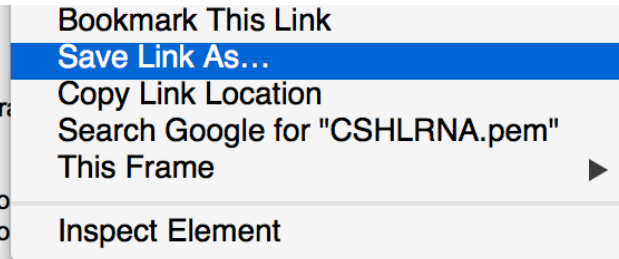 Bookmark This Link
Save Link As...
Copy Link Location
Search Google for "CSHLRNA.pem"
This Frame
Inspect Element